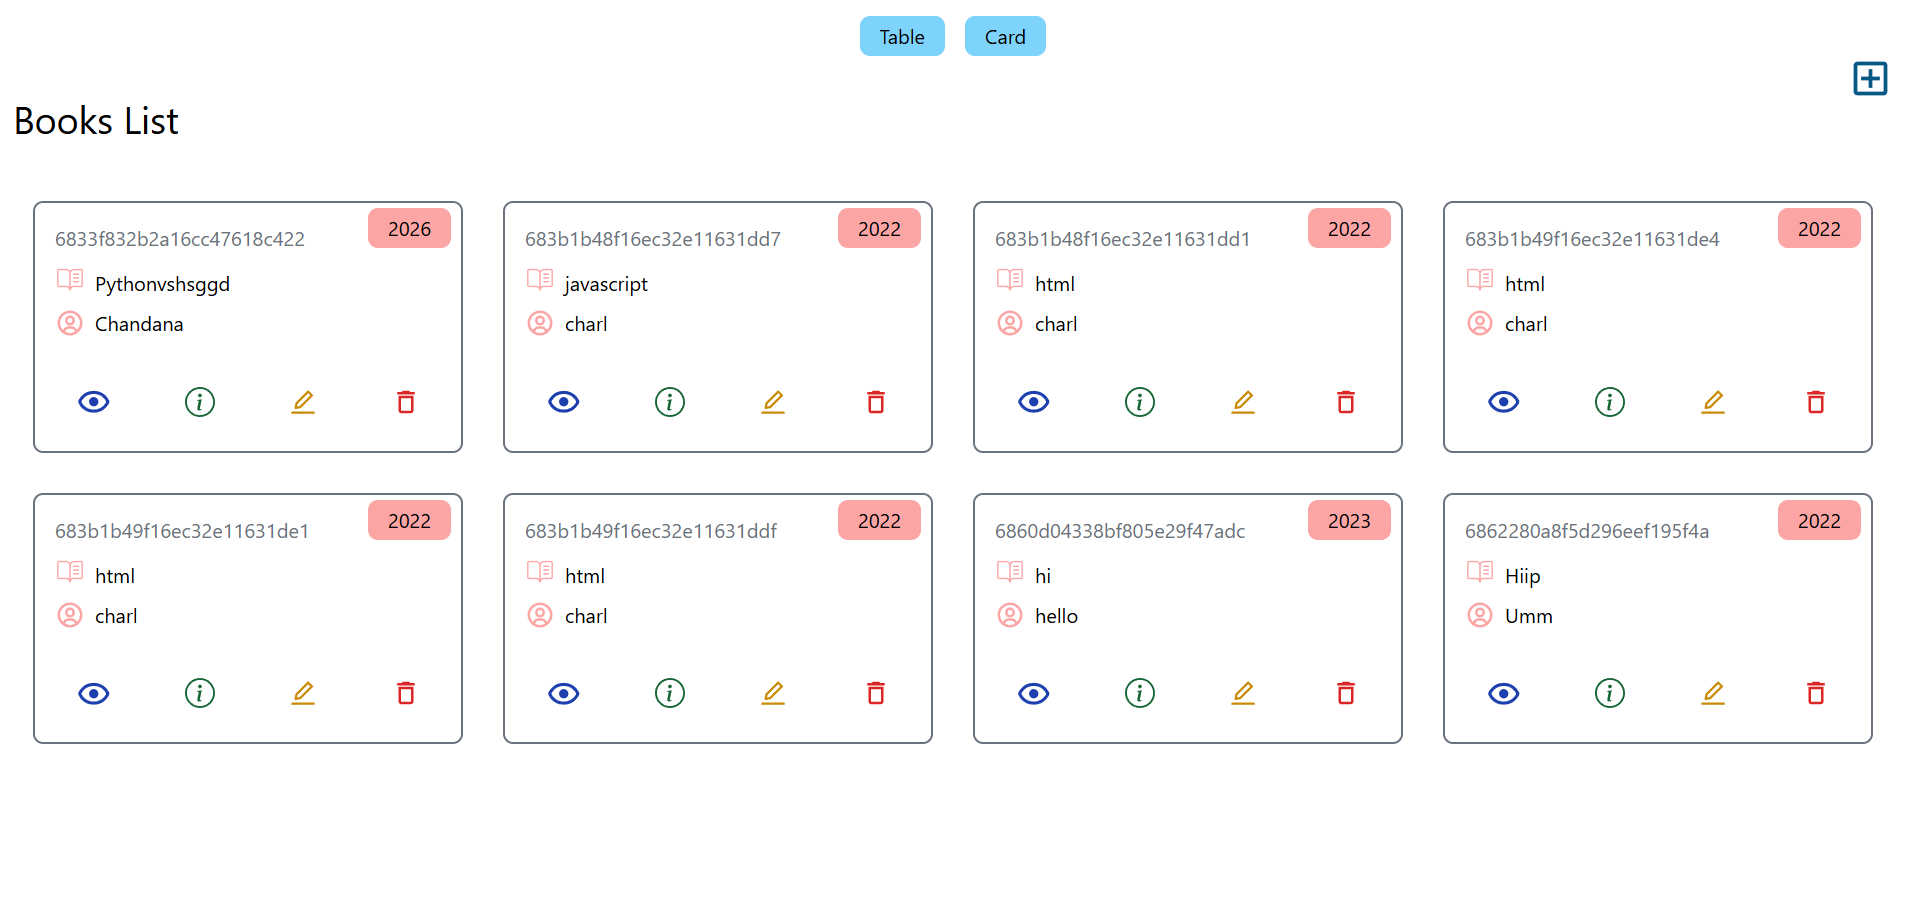 Table
Card
Books List
6833f832b2a16cc47618c422
2026
Pythonvshsggd
Chandana
683b1b48f16ec32e11631dd7
2022
javascript
charl
683b1b48f16ec32e11631dd1
2022
html
charl
683b1b49f16ec32e11631de4
2022
html
charl
683b1b49f16ec32e11631de1
2022
html
charl
683b1b49f16ec32e11631ddf
2022
html
charl
6860d04338bf805e29f47adc
2023
hi
hello
6862280a8f5d296eef195f4a
2022
Hiip
Umm